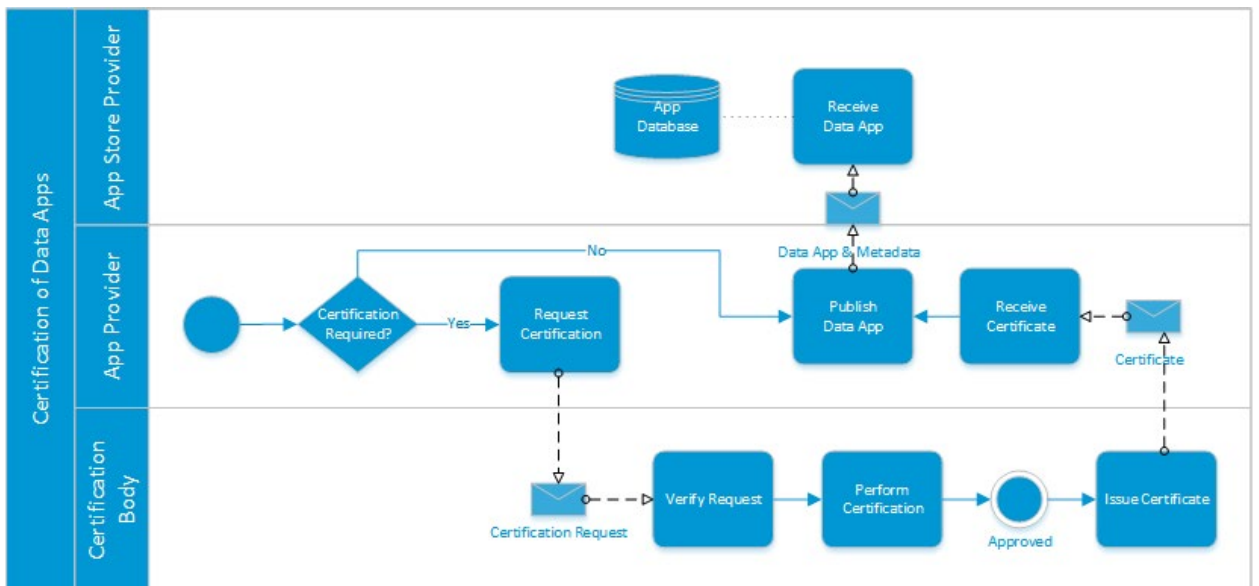 Certification of Data Apps
App Store Provider
App
Database
Receive
Data App
Data App & Metadata
App Provider
Certification
Required?
No
Yes
Request
Certification
Publish
Data App
Receive
Certificate
Certificate
Certification
Body
Certification Request
Verify Request
Perform
Certification
Approved
Issue Certificate